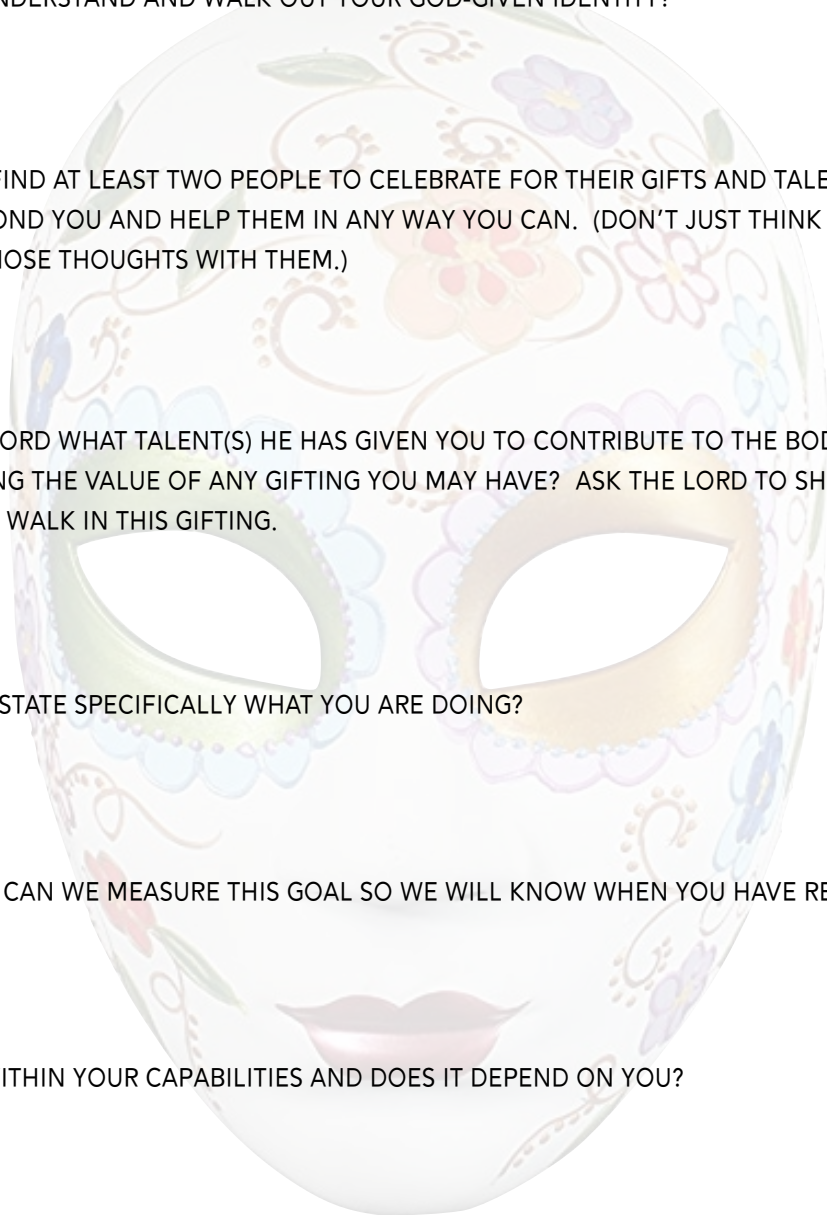 UNDERSTAND AND WALK OUT YOUR GOD-GIVEN IDENTITY?
FIND AT LEAST TWO PEOPLE TO CELEBRATE FOR THEIR GIFTS AND TALE
OND YOU AND HELP THEM IN ANY WAY YOU CAN. (DON'T JUST THINK
HOSE THOUGHTS WITH THEM.)
ORD WHAT TALENT(S) HE HAS GIVEN YOU TO CONTRIBUTE TO THE BOD
NG THE VALUE OF ANY GIFTING YOU MAY HAVE? ASK THE LORD TO SH
WALK IN THIS GIFTING.
STATE SPECIFICALLY WHAT YOU ARE DOING?
CAN WE MEASURE THIS GOAL SO WE WILL KNOW WHEN YOU HAVE RE
ITHIN YOUR CAPABILITIES AND DOES IT DEPEND ON YOU?